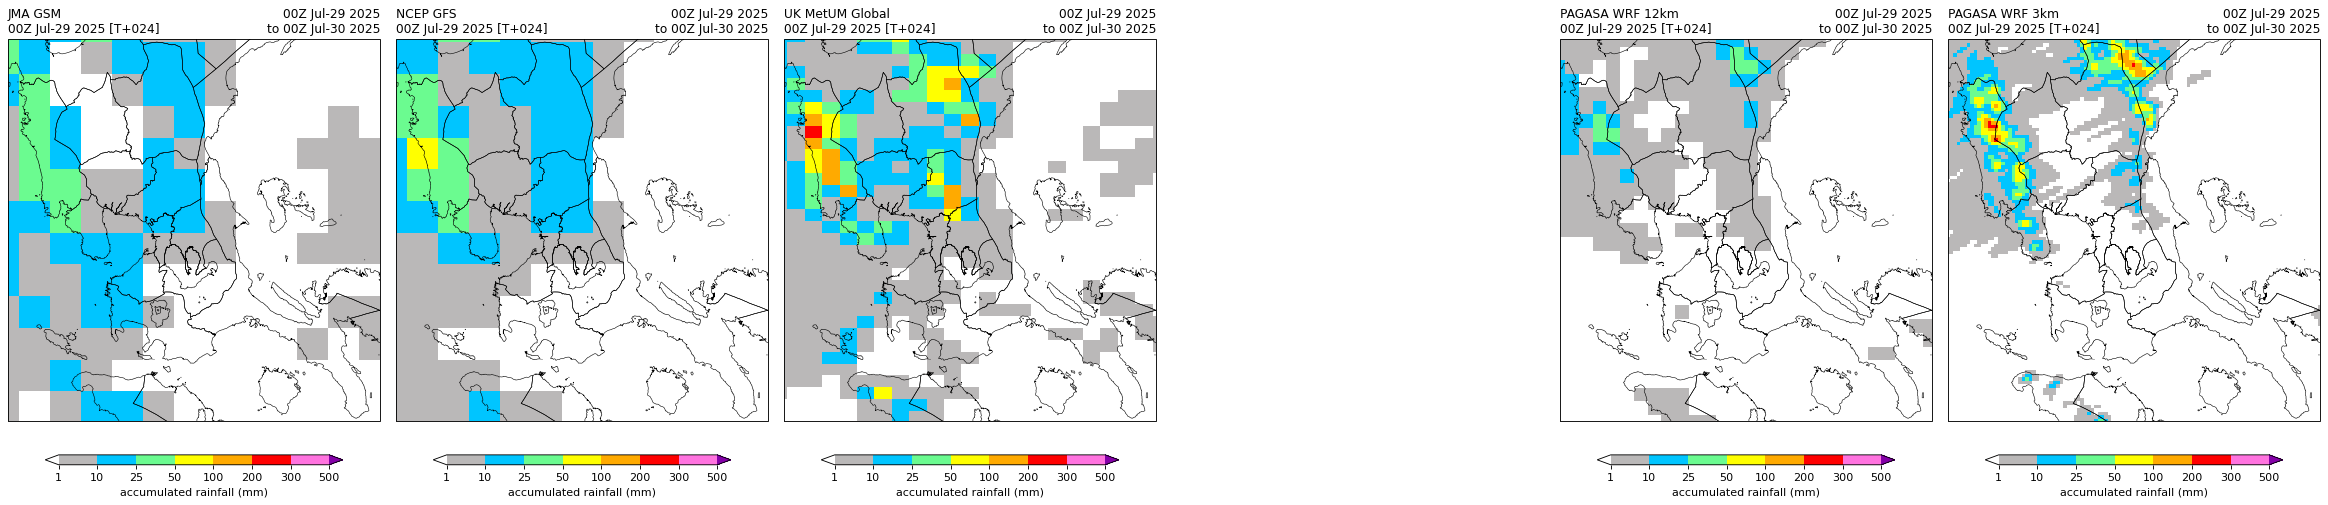 JMA GSM 00Z Jul-29 2025
00Z Jul-29 2025 [T+024] to 00Z Jul-30 2025
1 10 25 50 100 200 300 500
accumulated rainfall (mm)
NCEP GFS 00Z Jul-29 2025
00Z Jul-29 2025 [T+024] to 00Z Jul-30 2025
1 10 25 50 100 200 300 500
accumulated rainfall (mm)
UK MetUM Global 00Z Jul-29 2025
00Z Jul-29 2025 [T+024] to 00Z Jul-30 2025
1 10 25 50 100 200 300 500
accumulated rainfall (mm)
PAGASA WRF 12km 00Z Jul-29 2025
00Z Jul-29 2025 [T+024] to 00Z Jul-30 2025
1 10 25 50 100 200 300 500
accumulated rainfall (mm)
PAGASA WRF 3km 00Z Jul-29 2025
00Z Jul-29 2025 [T+024] to 00Z Jul-30 2025
1 10 25 50 100 200 300 500
accumulated rainfall (mm)